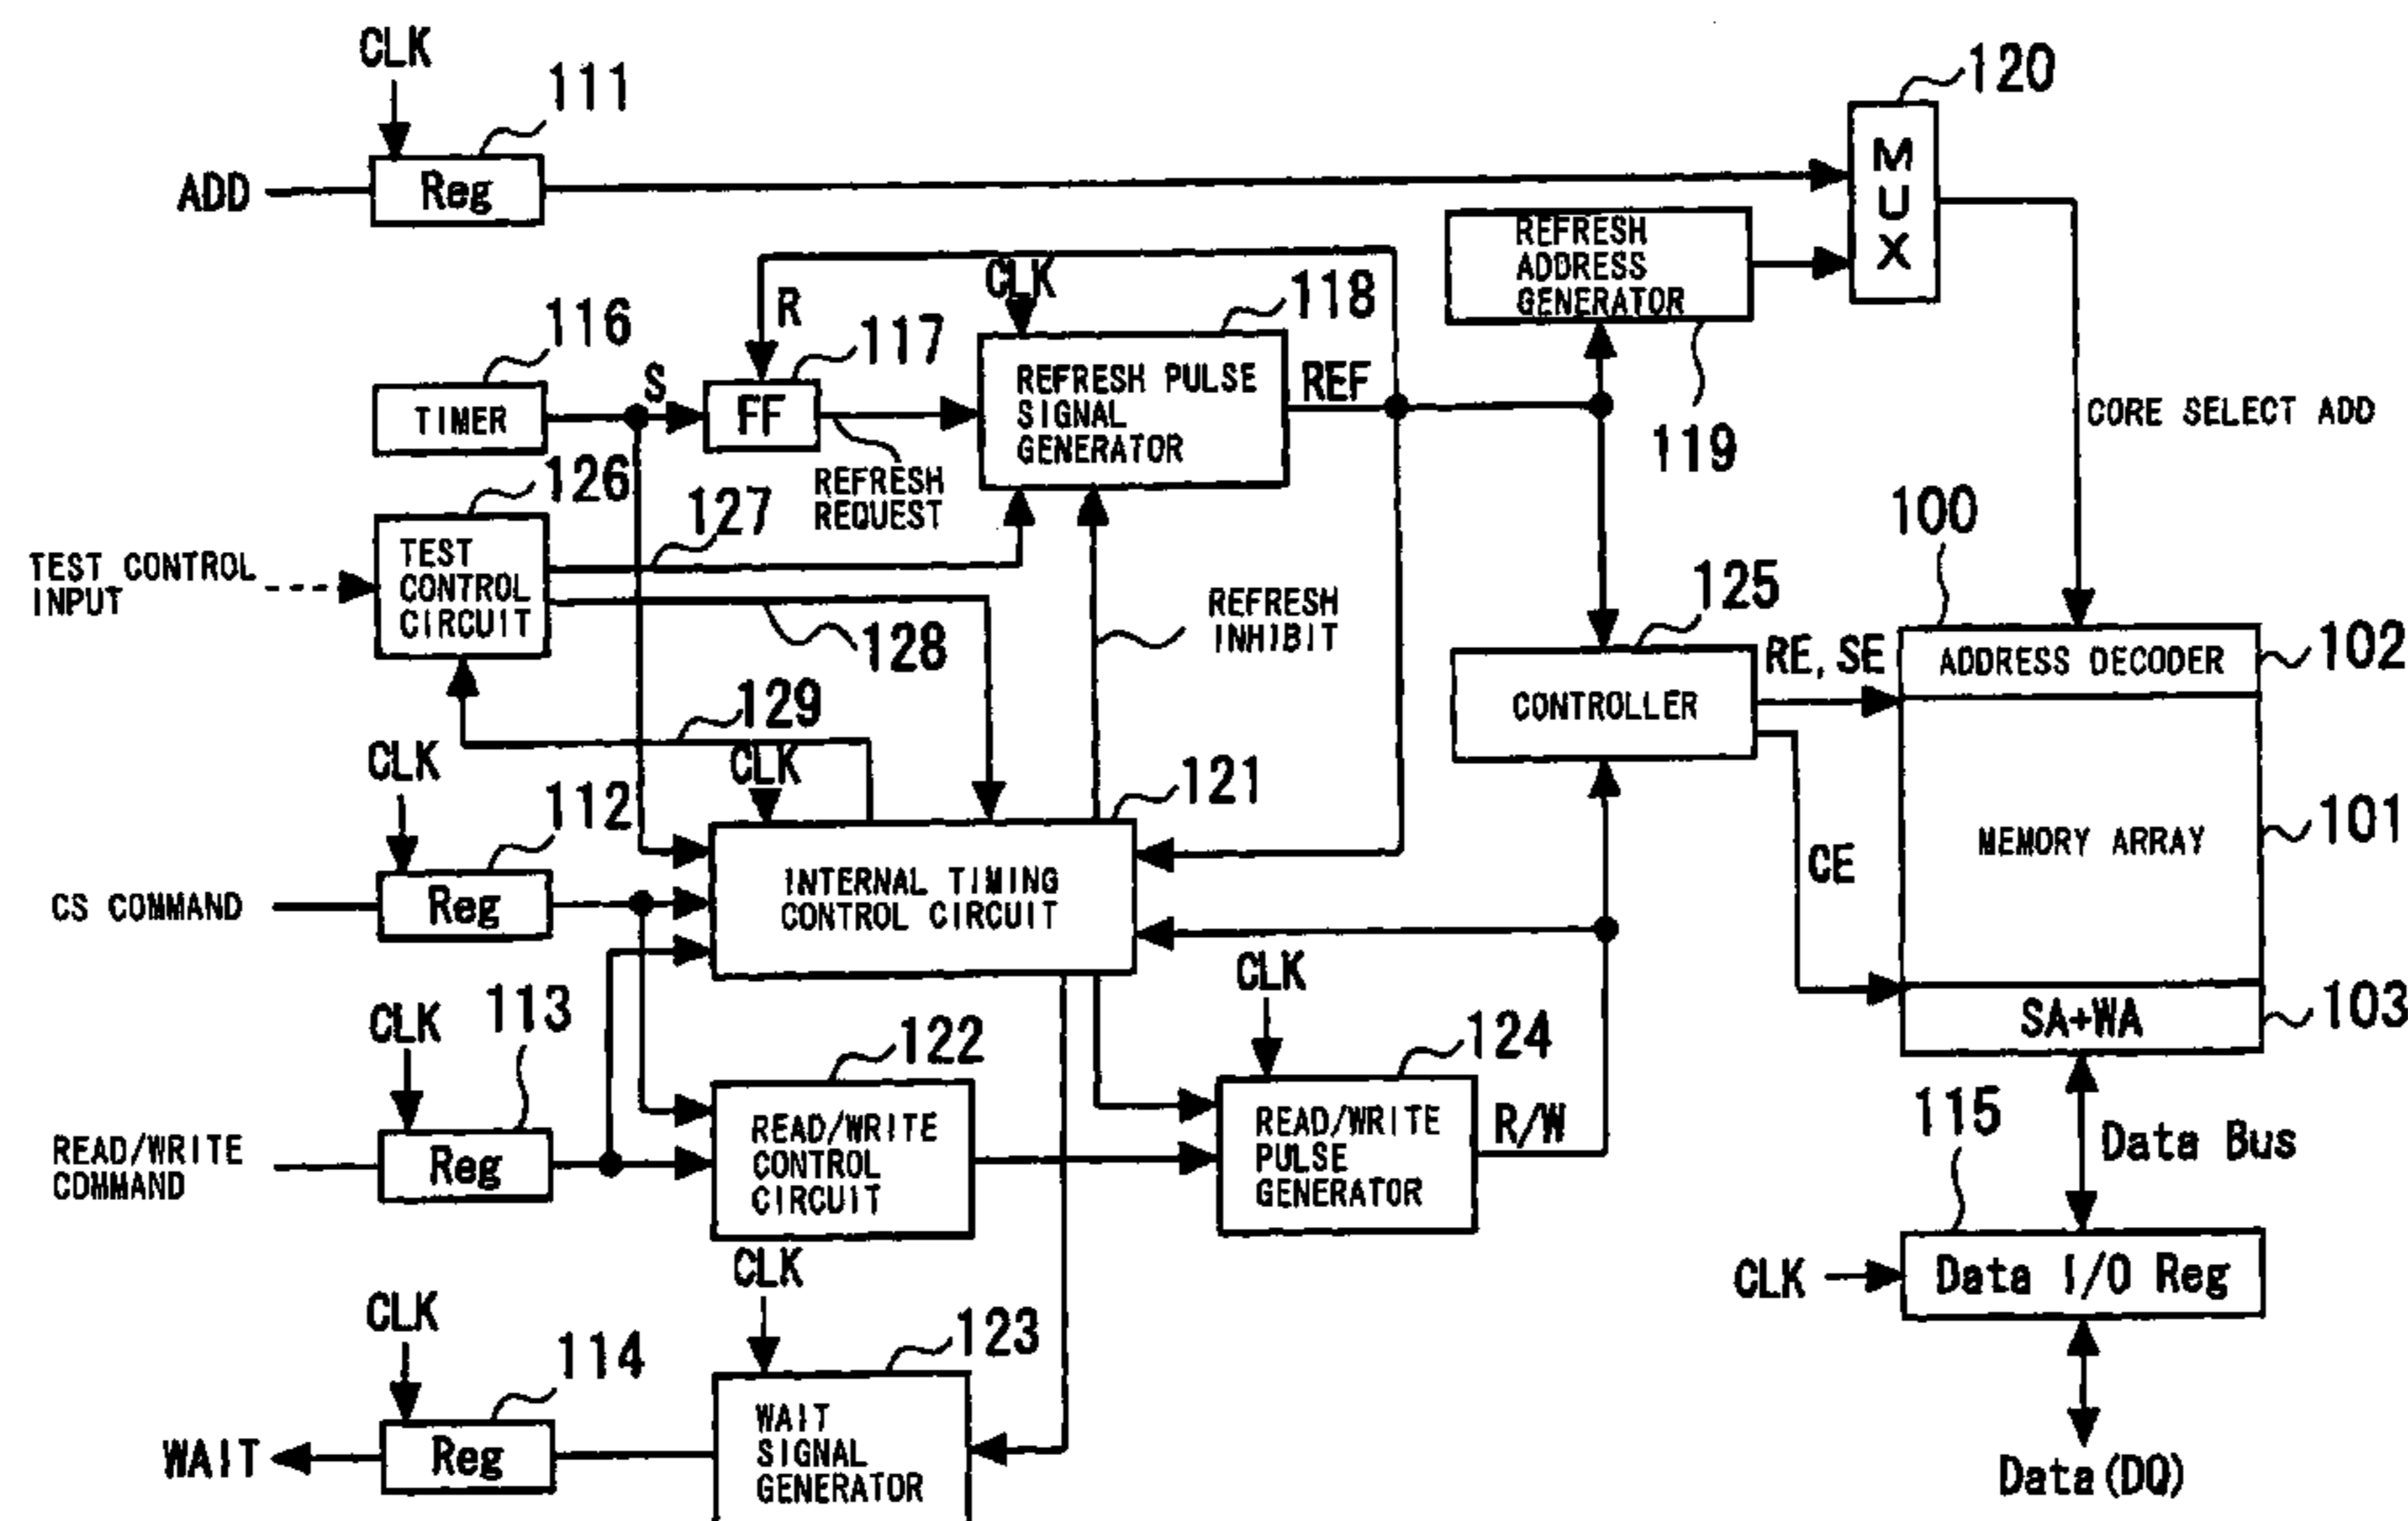 CLK
111
120
ADD
Reg
MUX
REFRESH
ADDRESS
GENERATOR
CLK
118
R
116
117
S
TIMER
FF
REFRESH PULSE
SIGNAL
GENERATOR
REF
119
CORE SELECT ADD
126
127
REFRESH
REQUEST
100
TEST CONTROL
INPUT
TEST
CONTROL
CIRCUIT
128
REFRESH
INHIBIT
125
RE, SE
ADDRESS DECODER
102
129
CONTROLLER
CLK
CLK
112
121
CE
MEMORY ARRAY
101
CS COMMAND
Reg
INTERNAL TIMING
CONTROL CIRCUIT
CLK
113
CLK
SA+WA
103
122
124
115
READ/WRITE
COMMAND
Reg
READ/WRITE
CONTROL
CIRCUIT
READ/WRITE
PULSE
GENERATOR
R/W
Data Bus
CLK
CLK
Data I/O Reg
CLK
114
123
WAIT
Reg
WAIT
SIGNAL
GENERATOR
Data(DQ)